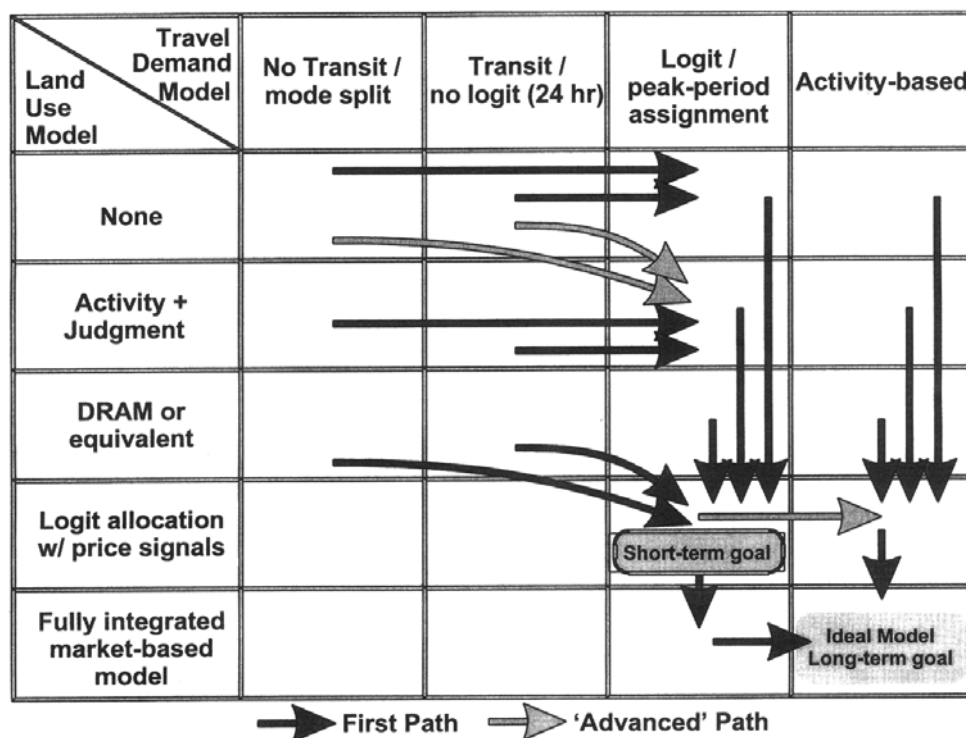 Travel
Demand
Model
Land
Use
Model
No Transit /
mode split
Transit /
no logit (24 hr)
Logit /
peak-period
assignment
Activity-based
None
Activity +
Judgment
DRAM or
equivalent
Logit allocation
w/ price signals
Short-term goal
Fully integrated
market-based
model
Ideal Model
Long-term goal
First Path
'Advanced' Path